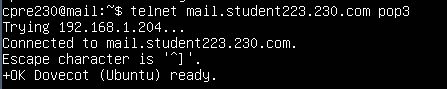 cpre230@mail:~$ telnet mail.student223.230.com pop3
Trying 192.168.1.204...
Connected to mail.student223.230.com.
Escape character is '^]'.
+OK Dovecot (Ubuntu) ready.